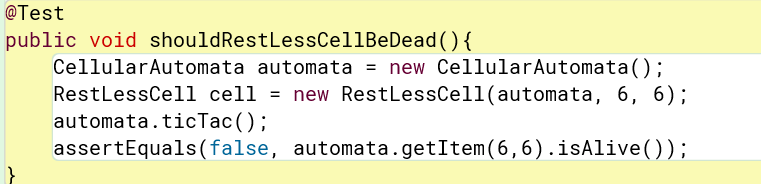 @Test
public void shouldRestLessCellBeDead(){
    CellularAutomata automata = new CellularAutomata();
    RestLessCell cell = new RestLessCell(automata, 6, 6);
    automata.ticTac();
    assertEquals(false, automata.getItem(6,6).isAlive());
}